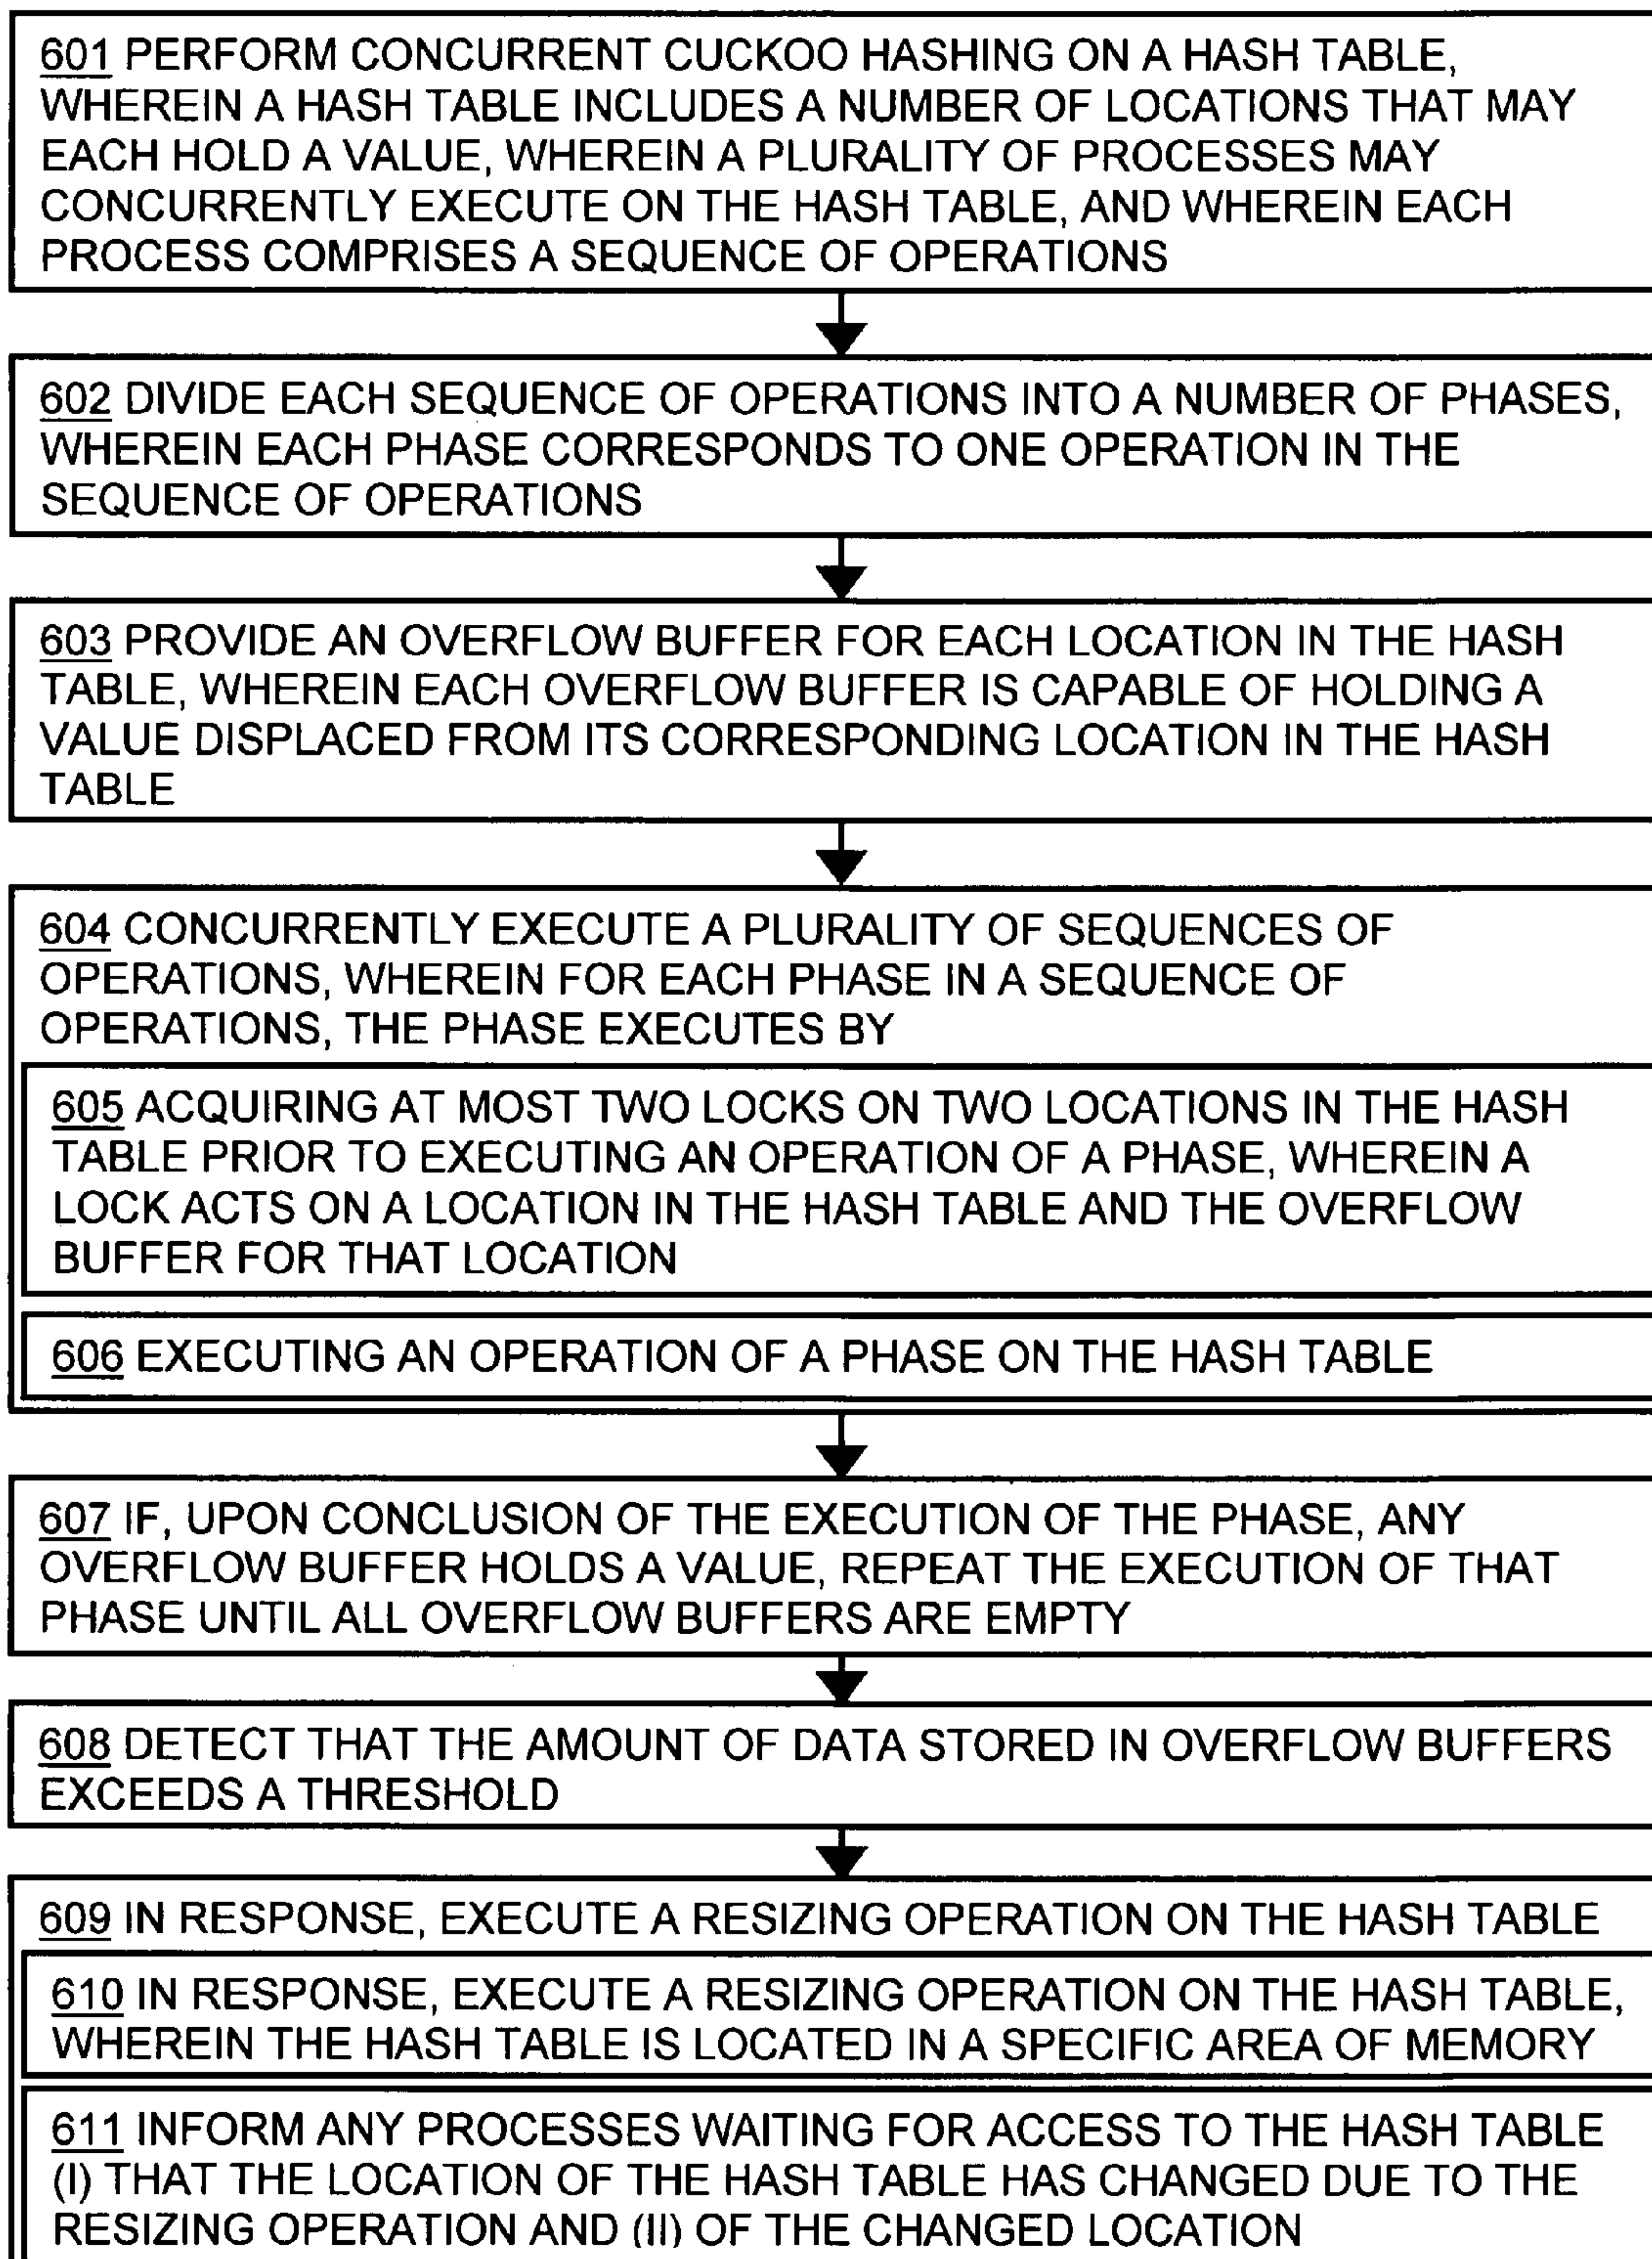 601 PERFORM CONCURRENT CUCKOO HASHING ON A HASH TABLE,
WHEREIN A HASH TABLE INCLUDES A NUMBER OF LOCATIONS THAT MAY
EACH HOLD A VALUE, WHEREIN A PLURALITY OF PROCESSES MAY
CONCURRENTLY EXECUTE ON THE HASH TABLE, AND WHEREIN EACH
PROCESS COMPRISES A SEQUENCE OF OPERATIONS
602 DIVIDE EACH SEQUENCE OF OPERATIONS INTO A NUMBER OF PHASES,
WHEREIN EACH PHASE CORRESPONDS TO ONE OPERATION IN THE
SEQUENCE OF OPERATIONS
603 PROVIDE AN OVERFLOW BUFFER FOR EACH LOCATION IN THE HASH
TABLE, WHEREIN EACH OVERFLOW BUFFER IS CAPABLE OF HOLDING A
VALUE DISPLACED FROM ITS CORRESPONDING LOCATION IN THE HASH
TABLE
604 CONCURRENTLY EXECUTE A PLURALITY OF SEQUENCES OF
OPERATIONS, WHEREIN FOR EACH PHASE IN A SEQUENCE OF
OPERATIONS, THE PHASE EXECUTES BY
605 ACQUIRING AT MOST TWO LOCKS ON TWO LOCATIONS IN THE HASH
TABLE PRIOR TO EXECUTING AN OPERATION OF A PHASE, WHEREIN A
LOCK ACTS ON A LOCATION IN THE HASH TABLE AND THE OVERFLOW
BUFFER FOR THAT LOCATION
606 EXECUTING AN OPERATION OF A PHASE ON THE HASH TABLE
607 IF, UPON CONCLUSION OF THE EXECUTION OF THE PHASE, ANY
OVERFLOW BUFFER HOLDS A VALUE, REPEAT THE EXECUTION OF THAT
PHASE UNTIL ALL OVERFLOW BUFFERS ARE EMPTY
608 DETECT THAT THE AMOUNT OF DATA STORED IN OVERFLOW BUFFERS
EXCEEDS A THRESHOLD
609 IN RESPONSE, EXECUTE A RESIZING OPERATION ON THE HASH TABLE
610 IN RESPONSE, EXECUTE A RESIZING OPERATION ON THE HASH TABLE,
WHEREIN THE HASH TABLE IS LOCATED IN A SPECIFIC AREA OF MEMORY
611 INFORM ANY PROCESSES WAITING FOR ACCESS TO THE HASH TABLE
(I) THAT THE LOCATION OF THE HASH TABLE HAS CHANGED DUE TO THE
RESIZING OPERATION AND (II) OF THE CHANGED LOCATION